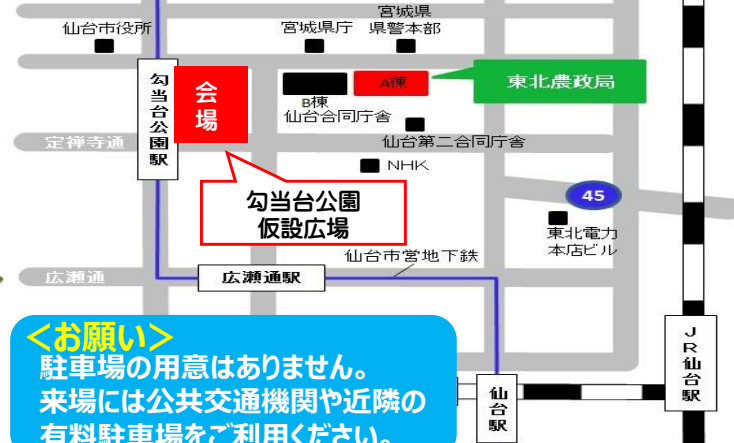 宮城県
県警本部
仙台市役所
宮城県庁
勾当台公園駅
会場
A棟
東北農政局
B棟
仙台合同庁舎
定禅寺通
仙台第二合同庁舎
NHK
勾当台公園
仮設広場
45
東北電力
本店ビル
仙台市営地下鉄
広瀬通
広瀬通駅
<お願い>
駐車場の用意はありません。
来場には公共交通機関や近隣の
有料駐車場をご利用ください。
仙台駅
JR仙台駅